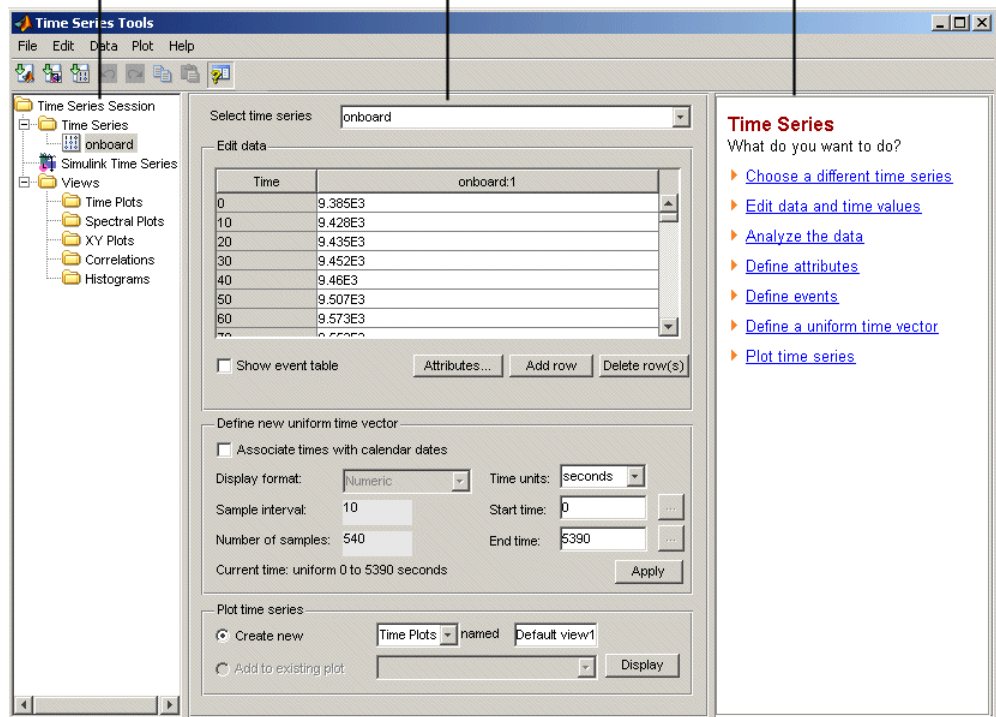 Time Series Tools
File Edit Data Plot Help
Time Series Session
Time Series
onboard
Simulink Time Series
Views
Time Plots
Spectral Plots
XY Plots
Correlations
Histograms
Select time series onboard
Edit data
Time onboard:1
0 9.385E3
10 9.428E3
20 9.435E3
30 9.452E3
40 9.46E3
50 9.507E3
60 9.573E3
Show event table Attributes... Add row Delete row(s)
Define new uniform time vector
Associate times with calendar dates
Display format: Numeric Time units: seconds
Sample interval: 10 Start time: 0 ...
Number of samples: 540 End time: 5390 ...
Current time: uniform 0 to 5390 seconds Apply
Plot time series
Create new Time Plots named Default view1
Add to existing plot Display
Time Series
What do you want to do?
Choose a different time series
Edit data and time values
Analyze the data
Define attributes
Define events
Define a uniform time vector
Plot time series